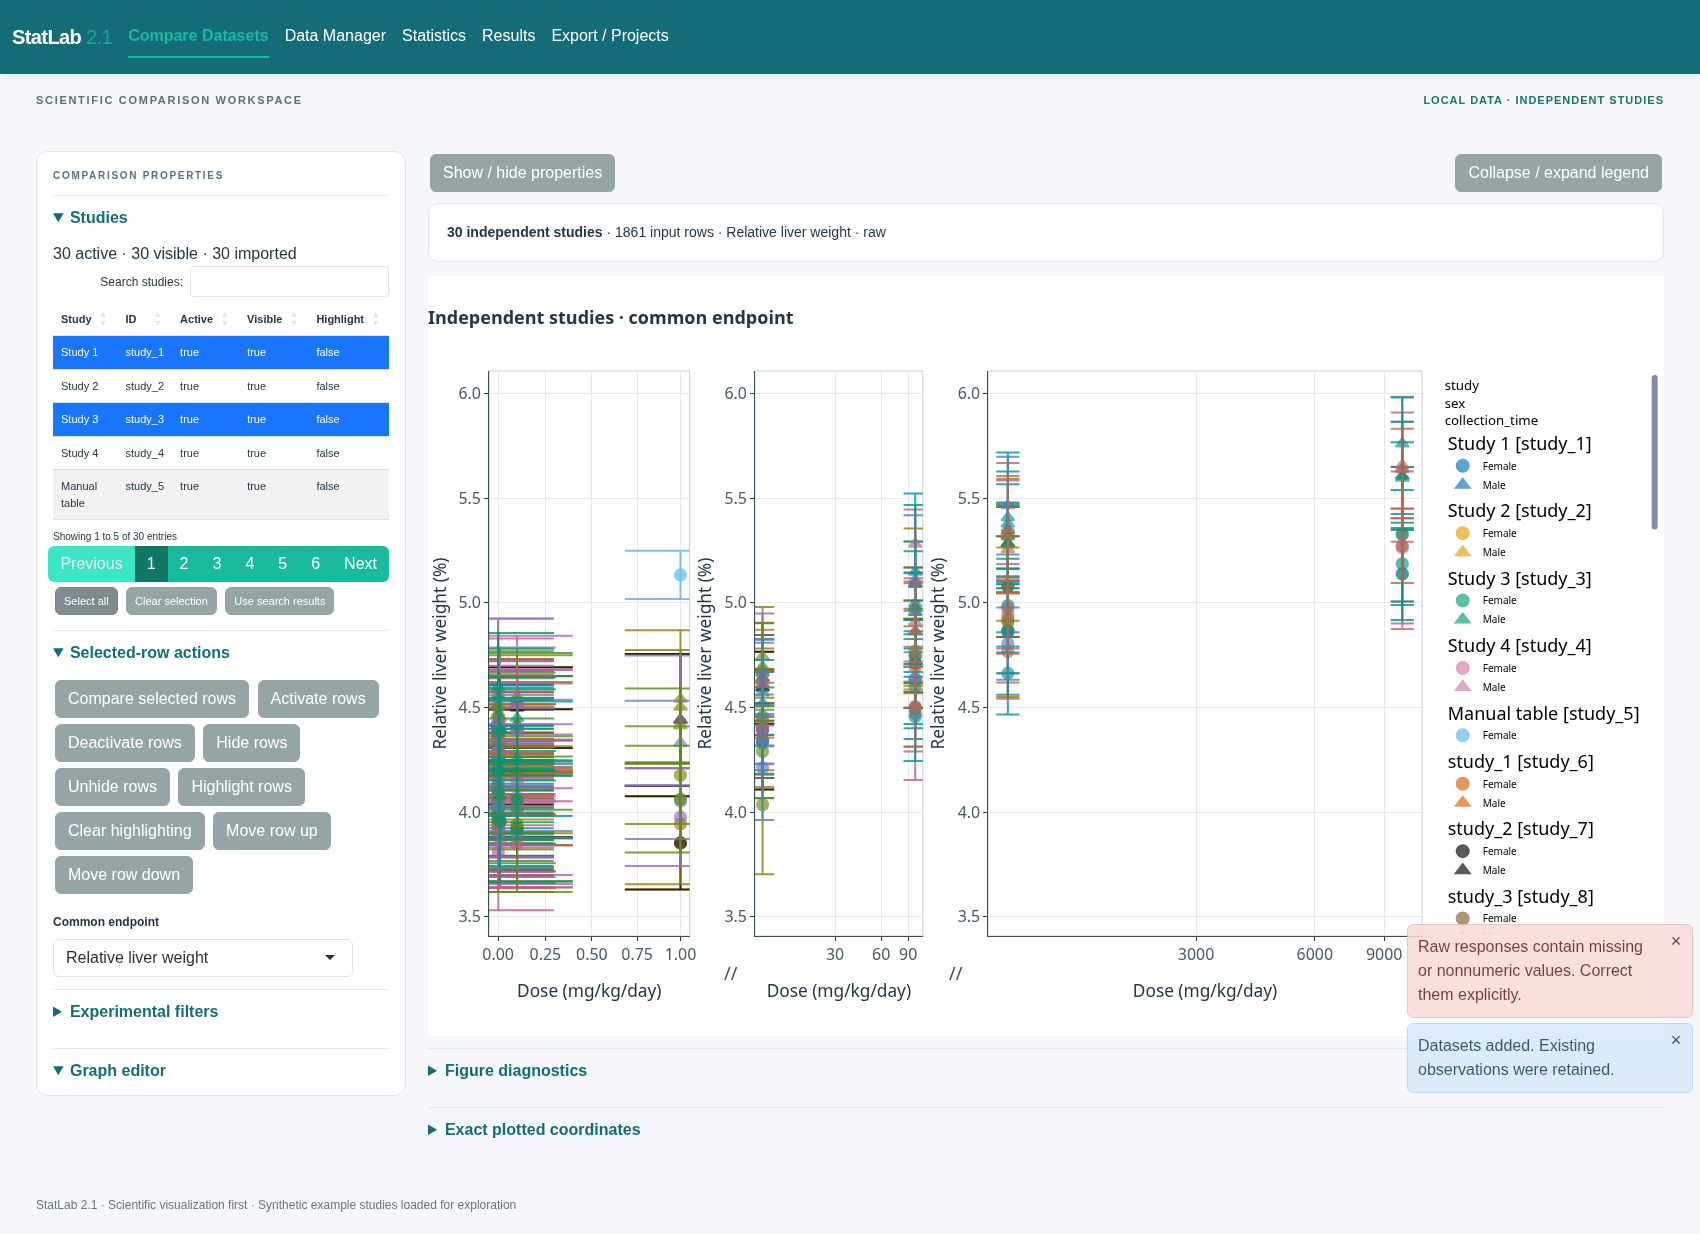 StatLab 2.1 Compare Datasets Data Manager Statistics Results Export / Projects
SCIENTIFIC COMPARISON WORKSPACE
LOCAL DATA · INDEPENDENT STUDIES
COMPARISON PROPERTIES
Studies
30 active · 30 visible · 30 imported
Search studies:
Study ID Active Visible Highlight
Study 1 study_1 true true false
Study 2 study_2 true true false
Study 3 study_3 true true false
Study 4 study_4 true true false
Manual study_5 true true false
table
Showing 1 to 5 of 30 entries
Previous 1 2 3 4 5 6 Next
Select all Clear selection Use search results
Selected-row actions
Compare selected rows Activate rows
Deactivate rows Hide rows
Unhide rows Highlight rows
Clear highlighting Move row up
Move row down
Common endpoint
Relative liver weight
Experimental filters
Graph editor
Show / hide properties
Collapse / expand legend
30 independent studies · 1861 input rows · Relative liver weight · raw
Independent studies · common endpoint
Relative liver weight (%)
6.0
5.5
5.0
4.5
4.0
3.5
0.00 0.25 0.50 0.75 1.00
Dose (mg/kg/day)
//
Relative liver weight (%)
6.0
5.5
5.0
4.5
4.0
3.5
30 60 90
Dose (mg/kg/day)
//
Relative liver weight (%)
6.0
5.5
5.0
4.5
4.0
3.5
3000 6000 9000
Dose (mg/kg/day)
study
sex
collection_time
Study 1 [study_1]
Female
Male
Study 2 [study_2]
Female
Male
Study 3 [study_3]
Female
Male
Study 4 [study_4]
Female
Male
Manual table [study_5]
Female
study_1 [study_6]
Female
Male
study_2 [study_7]
Female
Male
study_3 [study_8]
Female
Raw responses contain missing ×
or nonnumeric values. Correct
them explicitly.
Datasets added. Existing ×
observations were retained.
Figure diagnostics
Exact plotted coordinates
StatLab 2.1 · Scientific visualization first · Synthetic example studies loaded for exploration